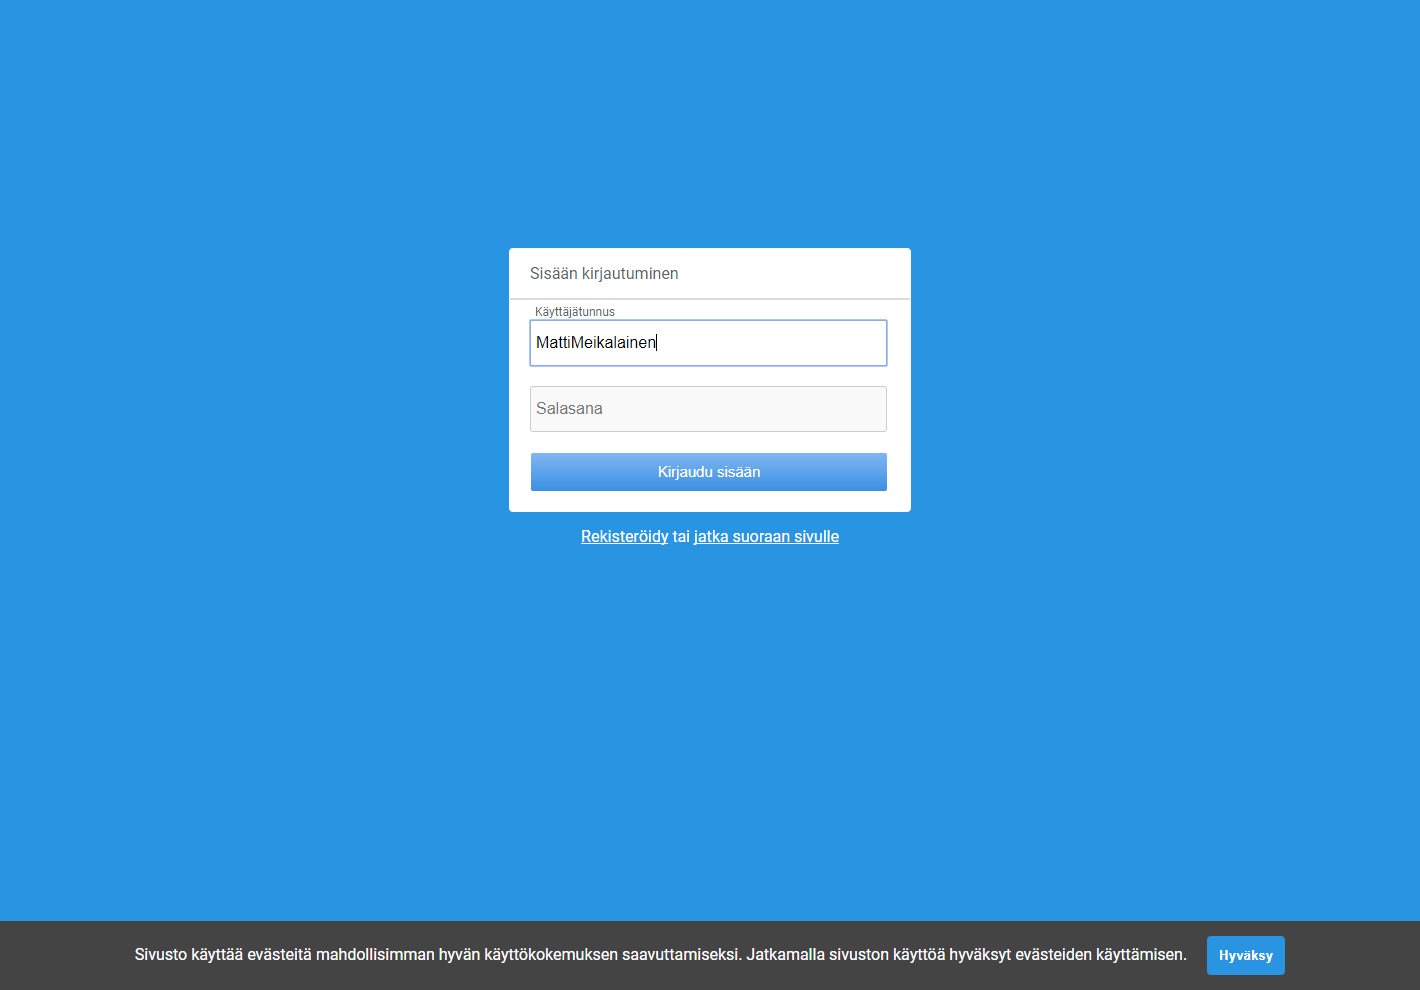 Sisään kirjautuminen
Käyttäjätunnus
MattiMeikalainen
Salasana
Kirjaudu sisään
Rekisteröidy tai jatka suoraan sivulle
Sivusto käyttää evästeitä mahdollisimman hyvän käyttökokemuksen saavuttamiseksi. Jatkamalla sivuston käyttöä hyväksyt evästeiden käyttämisen.
Hyväksy